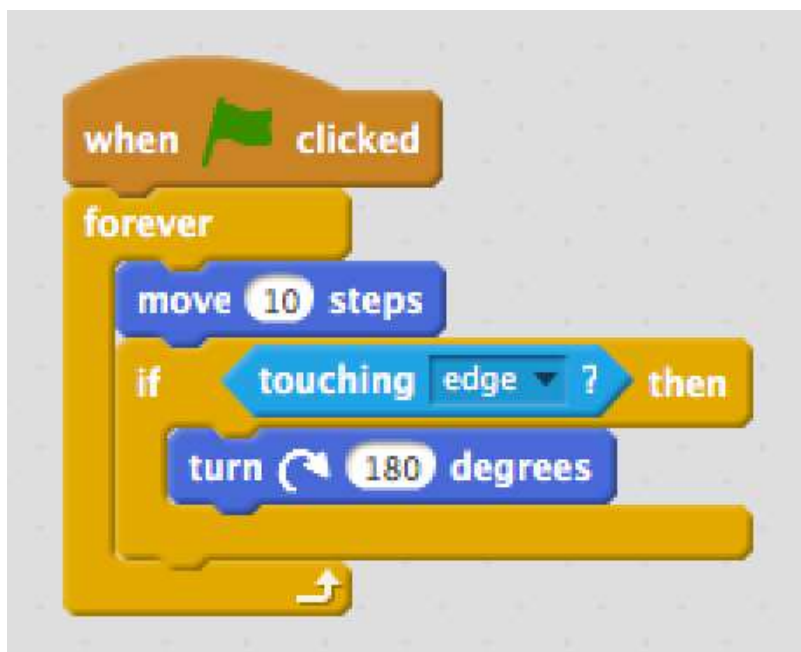 when clicked
forever
move 10 steps
if touching edge ? then
turn 180 degrees